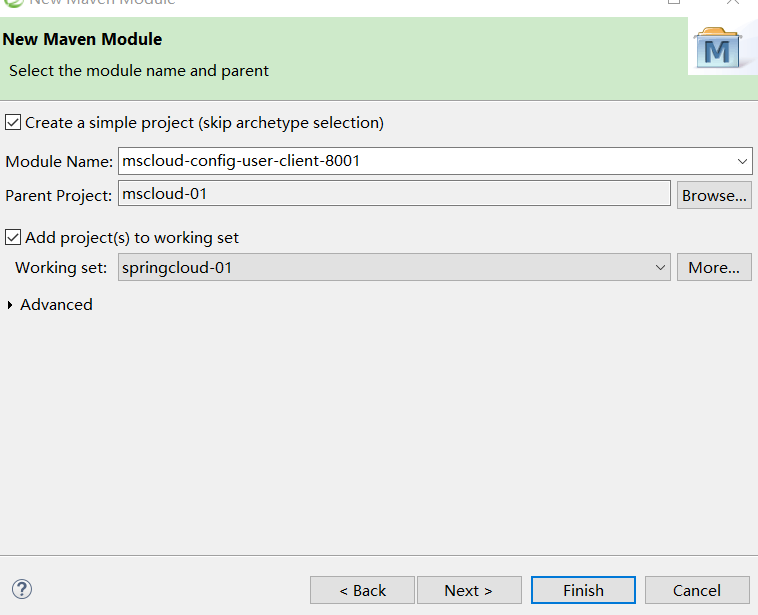 New Maven Module
New Maven Module
Select the module name and parent
M
Create a simple project (skip archetype selection)
Module Name: mscloud-config-user-client-8001
Parent Project: mscloud-01 Browse...
Add project(s) to working set
Working set: springcloud-01 More...
Advanced
? < Back Next > Finish Cancel